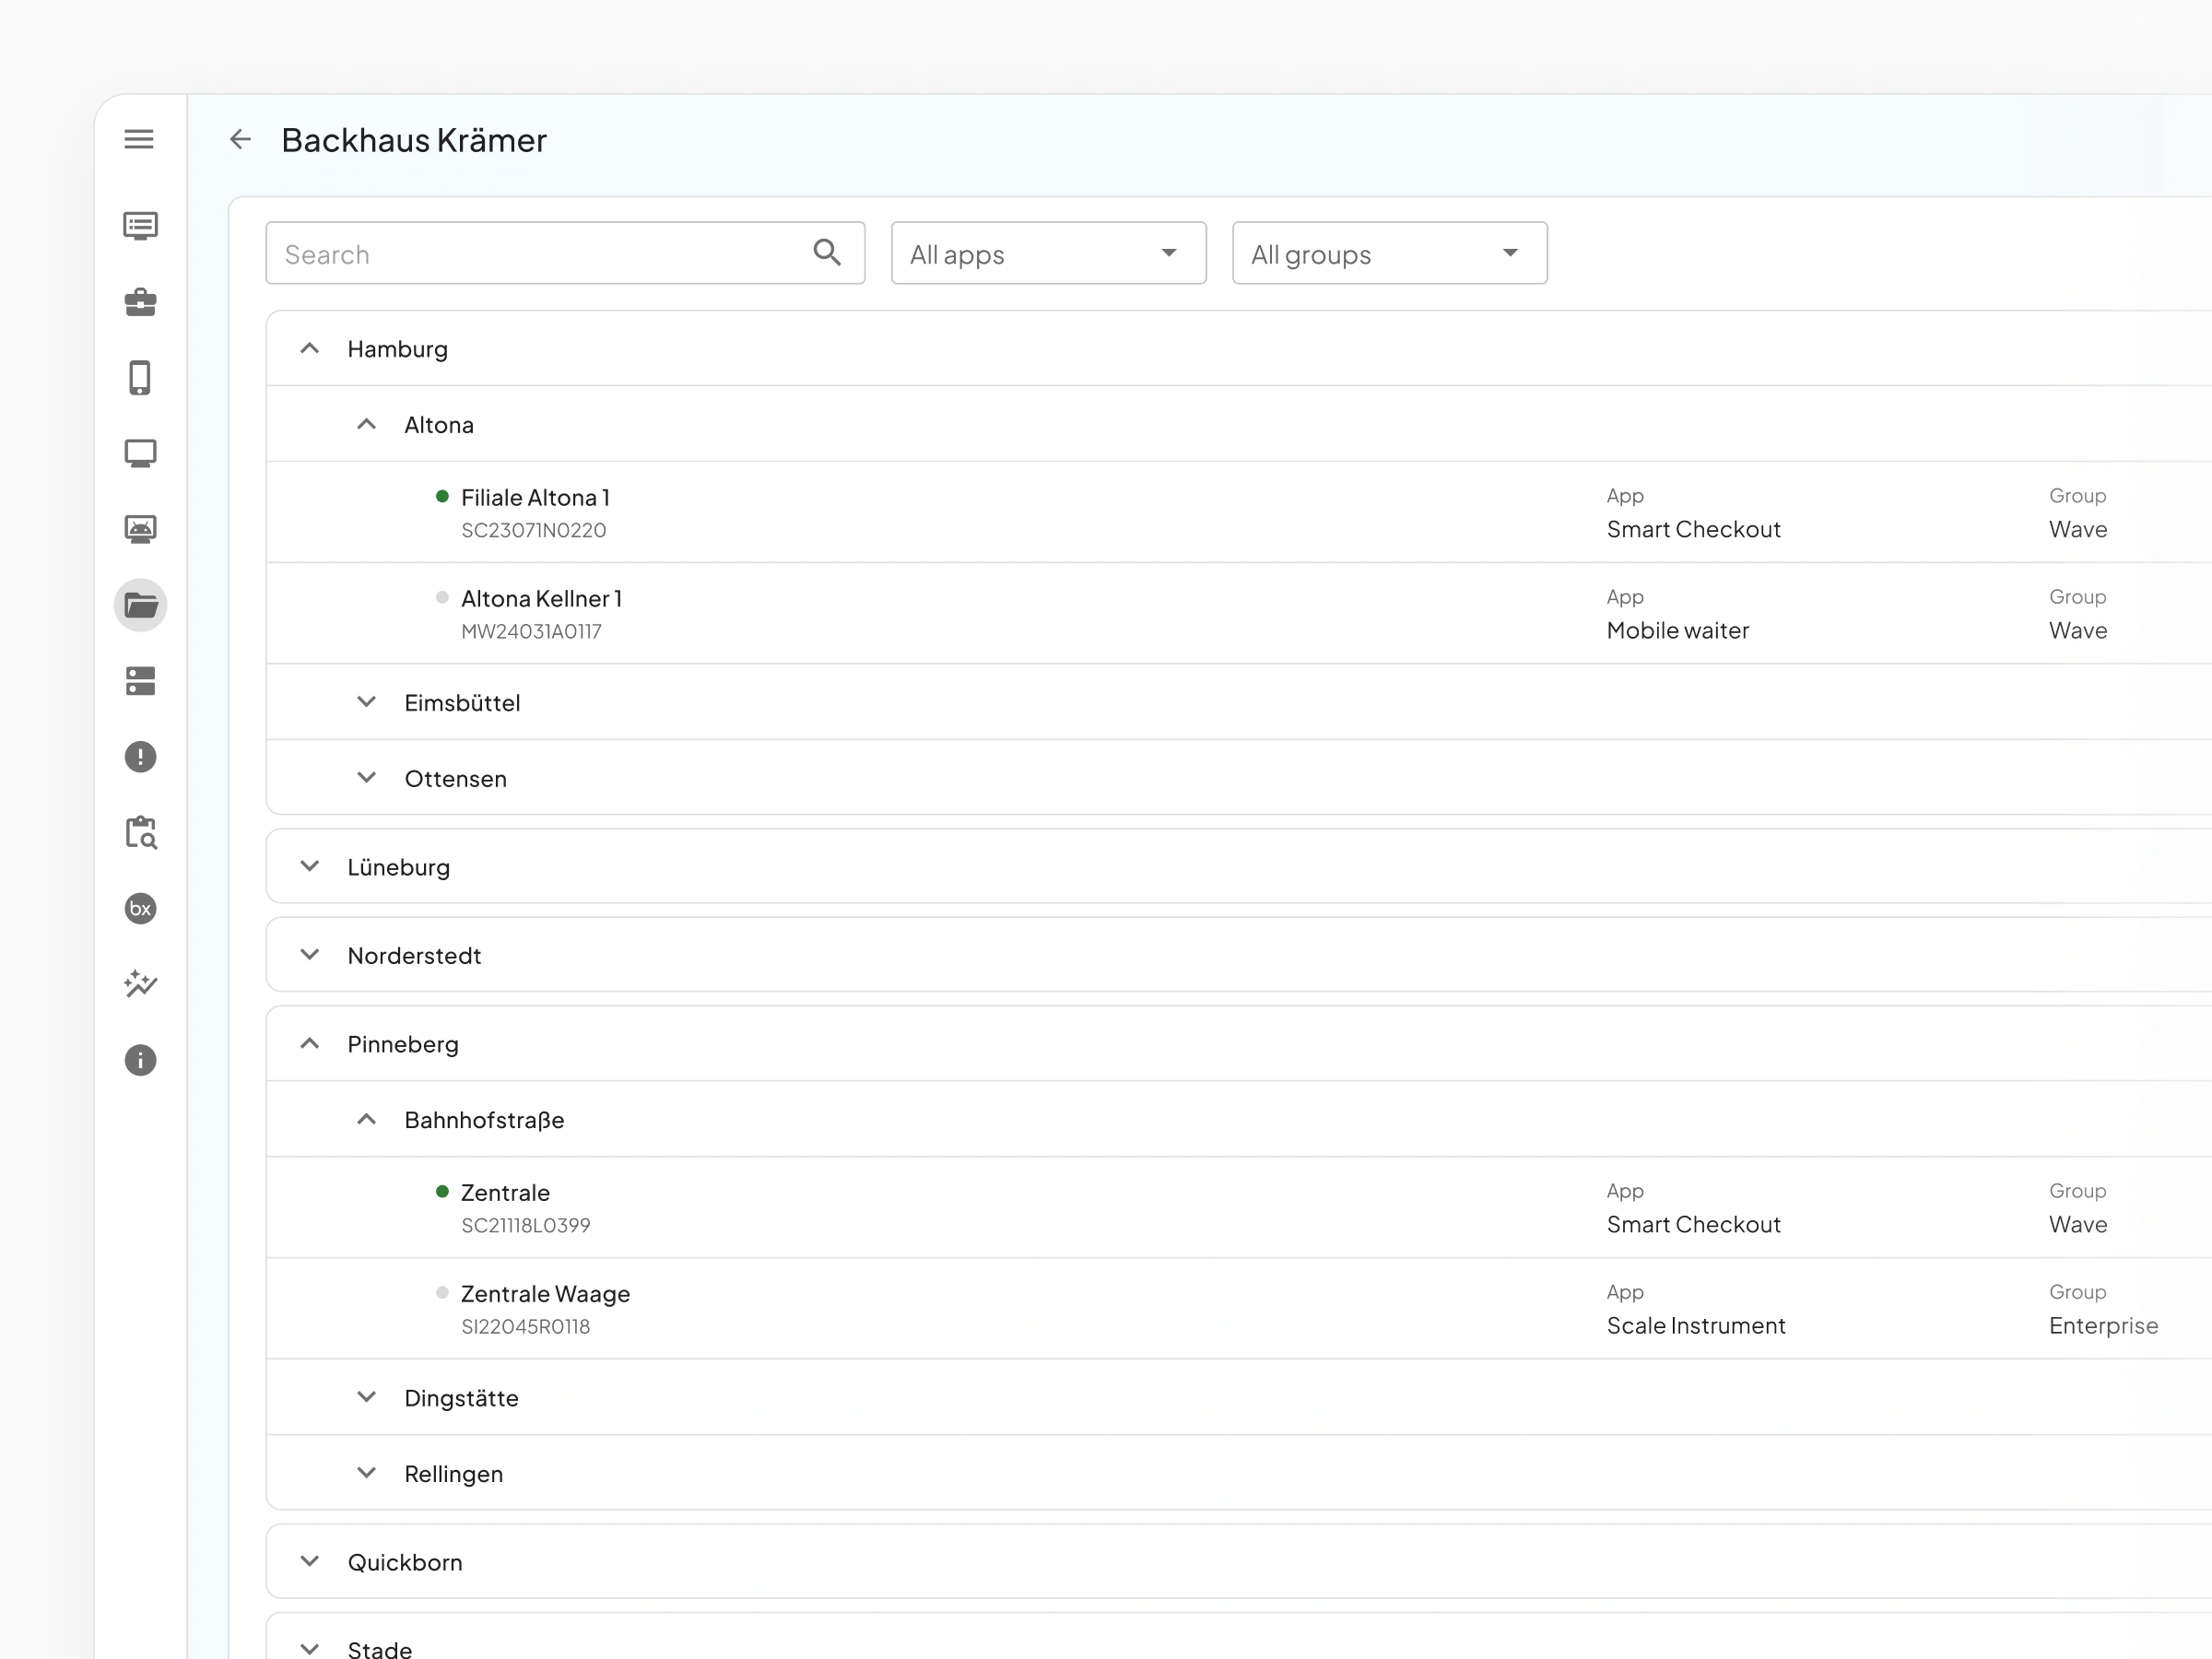 Backhaus Krämer
Search
All apps
All groups
Hamburg
Altona
Filiale Altona 1
SC23071N0220
App
Smart Checkout
Group
Wave
Altona Kellner 1
MW24031A0117
App
Mobile waiter
Group
Wave
Eimsbüttel
Ottensen
Lüneburg
bx
Norderstedt
Pinneberg
Bahnhofstraße
Zentrale
SC21118L0399
App
Smart Checkout
Group
Wave
Zentrale Waage
SI22045R0118
App
Scale Instrument
Group
Enterprise
Dingstätte
Rellingen
Quickborn
Stade